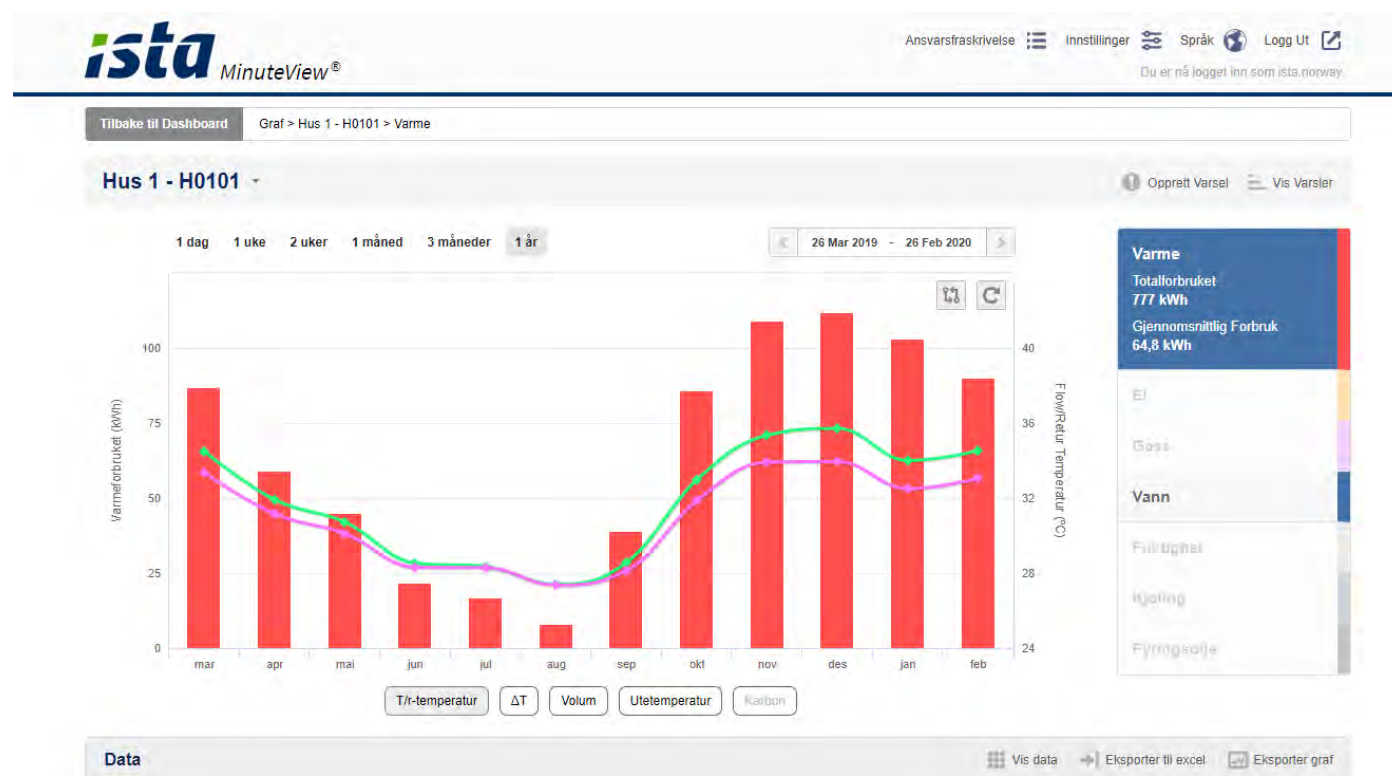 ista MinuteView®
Ansvarsfraskrivelse Innstillinger Språk Logg Ut
Du er nå logget inn som ista.norway
Tilbake til Dashboard Graf > Hus 1 - H0101 > Varme
Hus 1 - H0101
Opprett Varsel Vis Varsler
1 dag 1 uke 2 uker 1 måned 3 måneder 1 år
26 Mar 2019 - 26 Feb 2020
Varmeforbruket (kWh)
100
75
50
25
0
40
36
32
28
24
Flow/Retur Temperatur (ºC)
mar apr mai jun jul aug sep okt nov des jan feb
T/r-temperatur ΔT Volum Utetemperatur Karbon
Varme
Totalforbruket
777 kWh
Gjennomsnittlig Forbruk
64,8 kWh
El
Gass
Vann
Fuktighet
Kjøling
Fyringsolje
Data
Vis data Eksporter til excel Eksporter graf